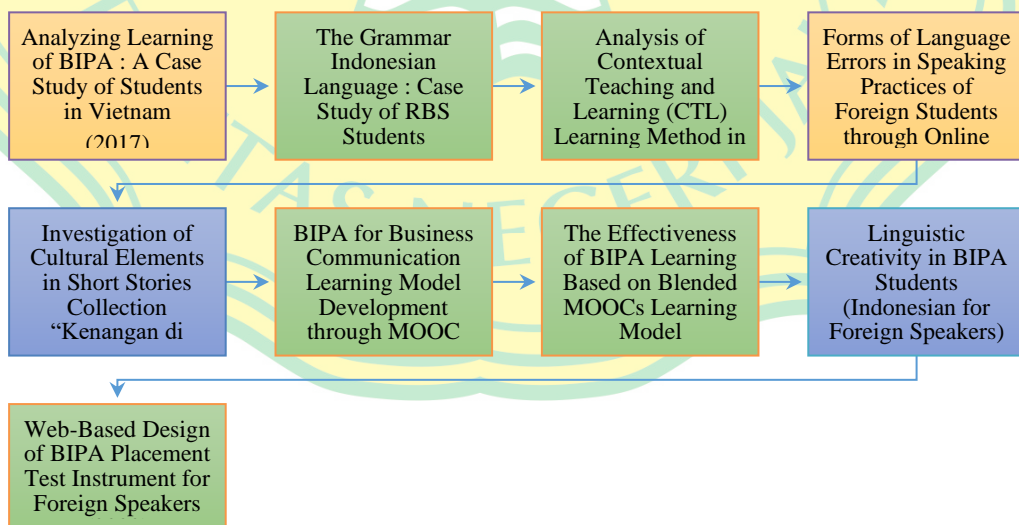 Analyzing Learning
of BIPA : A Case
Study of Students
in Vietnam
(2017)
The Grammar
Indonesian
Language : Case
Study of RBS
Students
Analysis of
Contextual
Teaching and
Learning (CTL)
Learning Method in
Forms of Language
Errors in Speaking
Practices of
Foreign Students
through Online
Investigation of
Cultural Elements
in Short Stories
Collection
“Kenangan di
BIPA for Business
Communication
Learning Model
Development
through MOOC
The Effectiveness
of BIPA Learning
Based on Blended
MOOCs Learning
Model
Linguistic
Creativity in BIPA
Students
(Indonesian for
Foreign Speakers)
Web-Based Design
of BIPA Placement
Test Instrument for
Foreign Speakers
TAS NEGERI JA